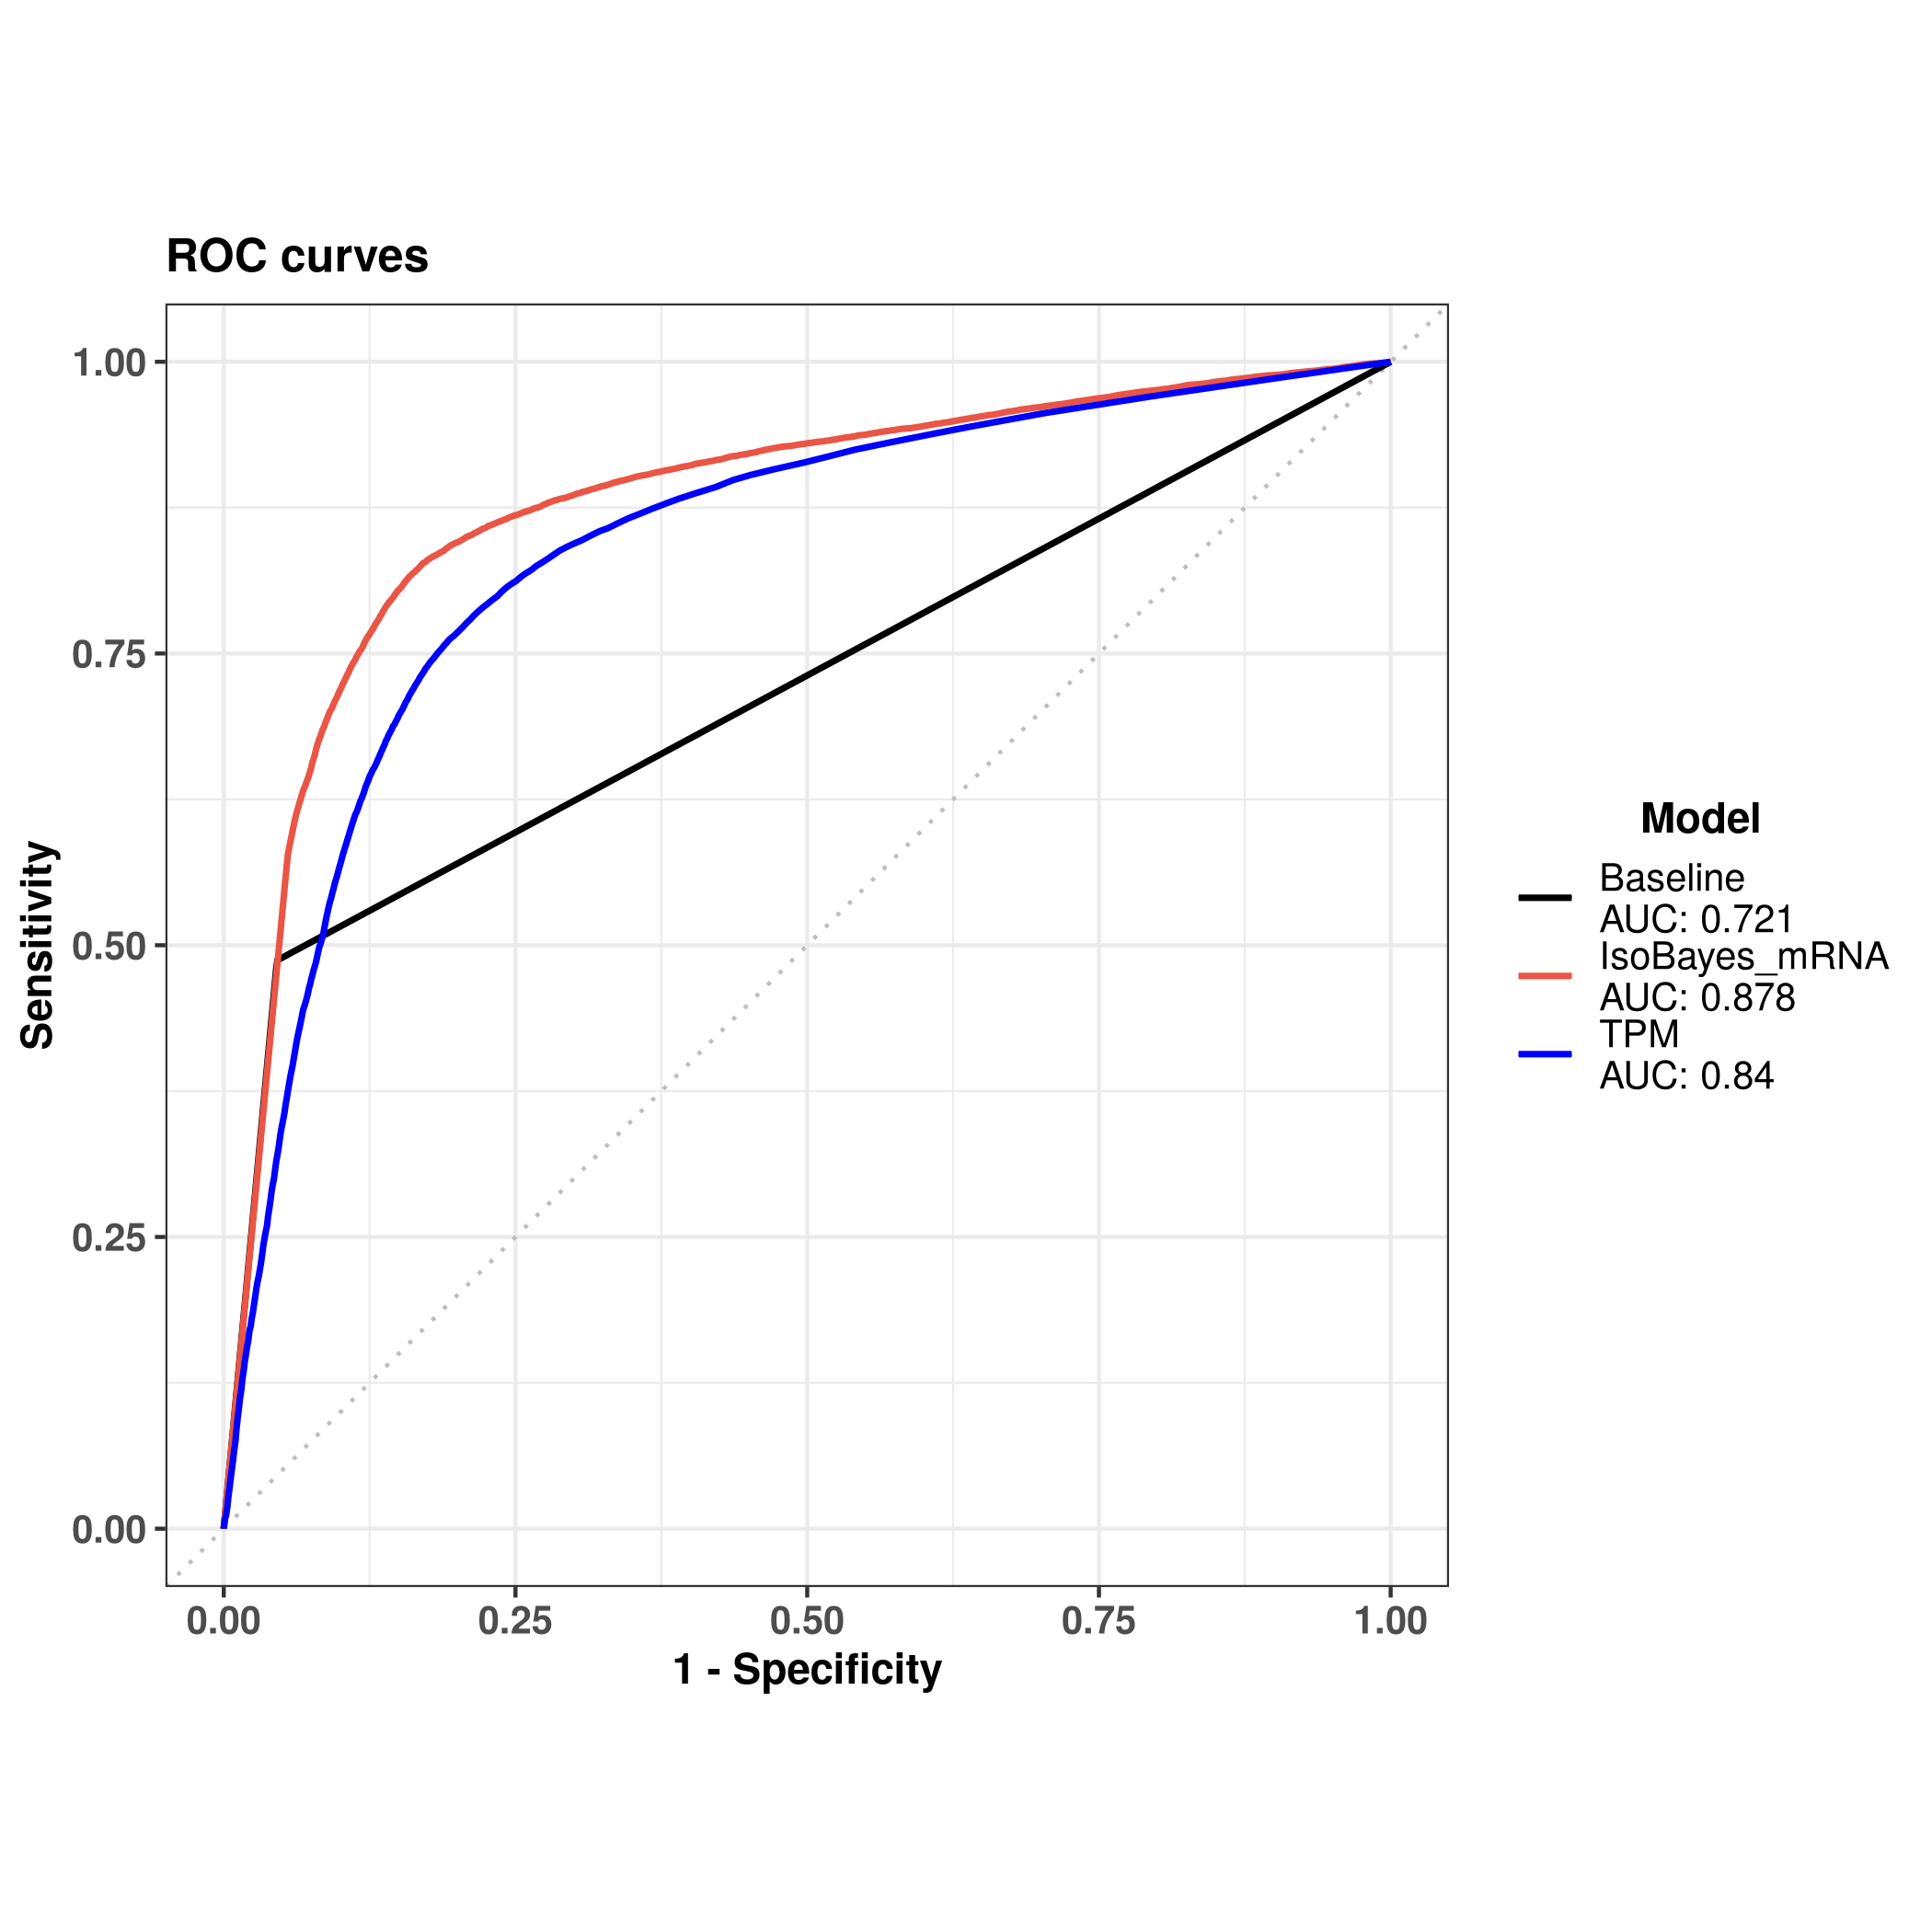 ROC curves
1.00
0.75
0.50
0.25
0.00
Sensitivity
0.00 0.25 0.50 0.75 1.00
1 - Specificity
Model
Baseline
AUC: 0.721
IsoBayes_mRNA
AUC: 0.878
TPM
AUC: 0.84